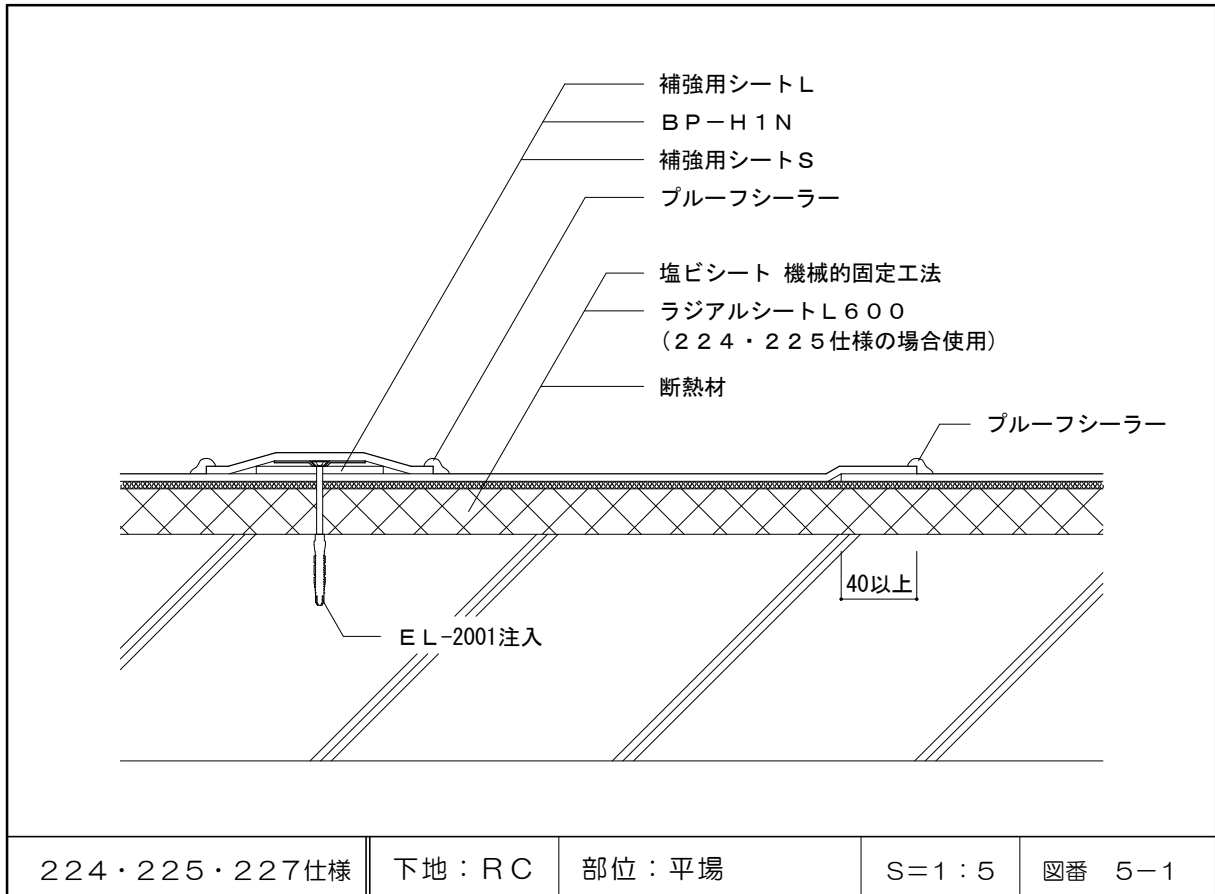 補強用シートL
BP−H1N
補強用シートS
プルーフシーラー
塩ビシート 機械的固定工法
ラジアルシートL600
(224・225仕様の場合使用)
断熱材
プルーフシーラー
40以上
EL-2001注入
224・225・227仕様
下地:RC
部位:平場
S=1:5
図番 5−1